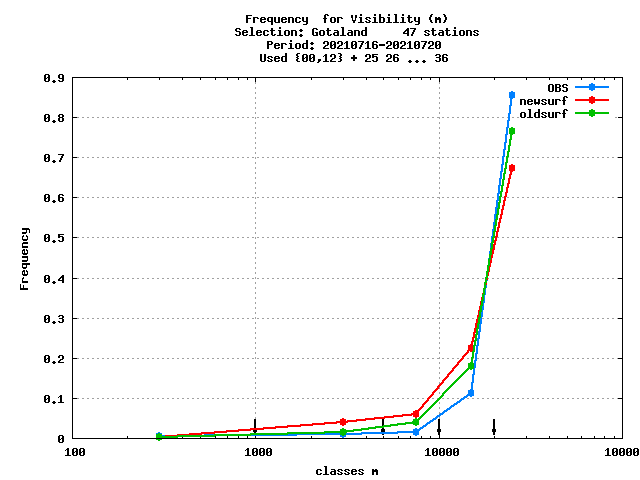 Frequency  for Visibility (m)
Selection: Gotaland     47 stations
Period: 20210716-20210720
Used {00,12} + 25 26 ... 36
OBS
newsurf
oldsurf
0.9
0.8
0.7
0.6
0.5
0.4
0.3
0.2
0.1
0
Frequency
100
1000
10000
10000
classes m